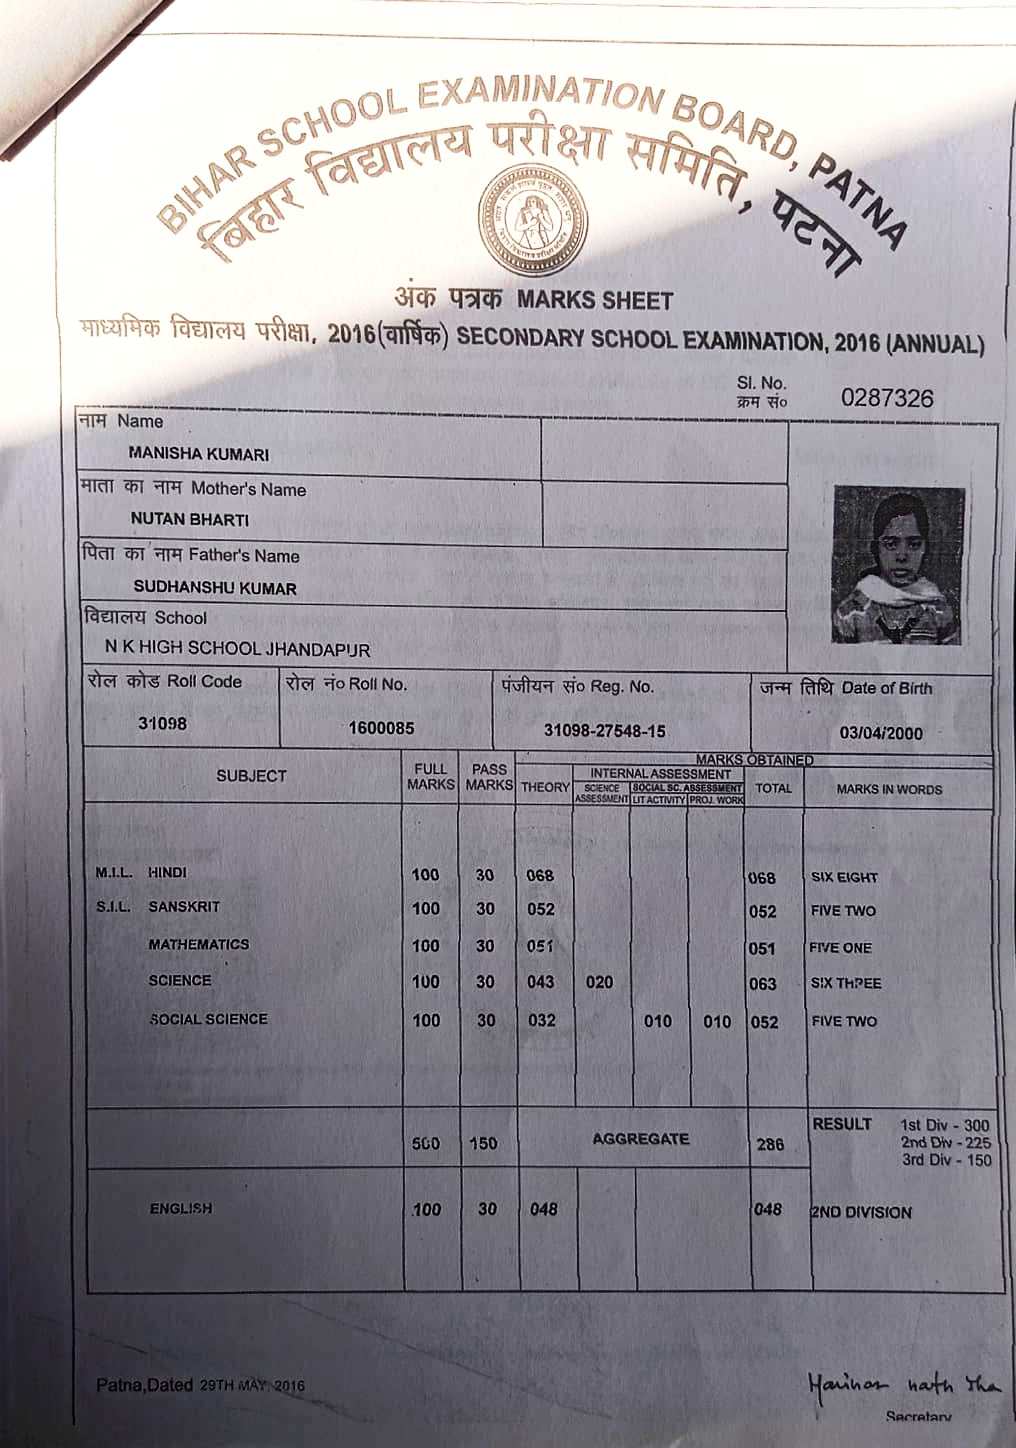 BIHAR SCHOOL EXAMINATION BOARD, PATNA
बिहार विद्यालय परीक्षा समिति, पटना
अंक पत्रक MARKS SHEET
माध्यमिक विद्यालय परीक्षा, 2016(वार्षिक) SECONDARY SCHOOL EXAMINATION, 2016 (ANNUAL)
Sl. No.
क्रम सं० 0287326
नाम Name
MANISHA KUMARI
माता का नाम Mother's Name
NUTAN BHARTI
पिता का नाम Father's Name
SUDHANSHU KUMAR
विद्यालय School
N K HIGH SCHOOL JHANDAPUR
रोल कोड Roll Code रोल नं० Roll No. पंजीयन सं० Reg. No. जन्म तिथि Date of Birth
31098 1600085 31098-27548-15 03/04/2000
MARKS OBTAINED
SUBJECT FULL MARKS PASS MARKS THEORY INTERNAL ASSESSMENT TOTAL MARKS IN WORDS
SCIENCE ASSESSMENT SOCIAL SC. ASSESSMENT
LIT ACTIVITY PROJ. WORK
M.I.L. HINDI 100 30 068 068 SIX EIGHT
S.I.L. SANSKRIT 100 30 052 052 FIVE TWO
MATHEMATICS 100 30 051 051 FIVE ONE
SCIENCE 100 30 043 020 063 SIX THREE
SOCIAL SCIENCE 100 30 032 010 010 052 FIVE TWO
500 150 AGGREGATE 286 RESULT 1st Div - 300
2nd Div - 225
3rd Div - 150
ENGLISH 100 30 048 048 2ND DIVISION
Patna,Dated 29TH MAY, 2016
Secretary